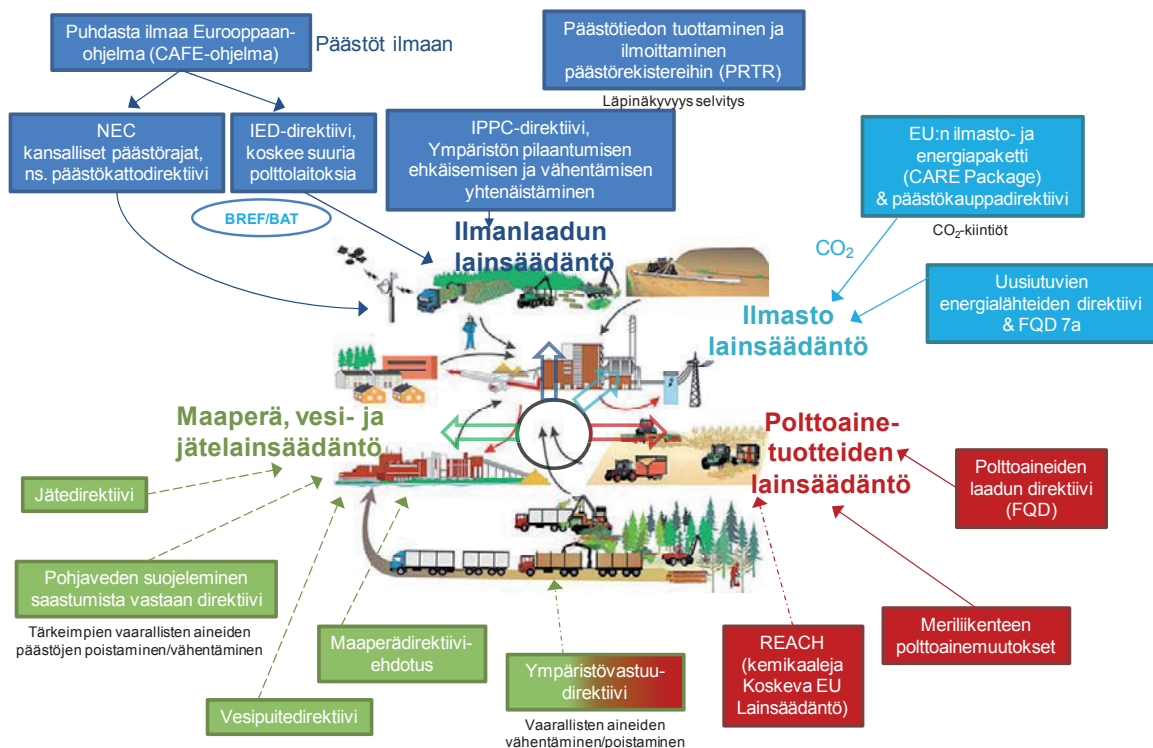 Puhdasta ilmaa Eurooppaan-
ohjelma (CAFE-ohjelma)
Päästöt ilmaan
Päästötiedon tuottaminen ja
ilmoittaminen
päästörekistereihin (PRTR)
Läpinäkyvyys selvitys
NEC
kansalliset päästörajat,
ns. päästökattodirektiivi
IED-direktiivi,
koskee suuria
polttolaitoksia
IPPC-direktiivi,
Ympäristön pilaantumisen
ehkäisemisen ja vähentämisen
yhtenäistäminen
EU:n ilmasto- ja
energiapaketti
(CARE Package)
& päästökauppadirektiivi
CO₂-kiintiöt
BREF/BAT
Ilmanlaadun
lainsäädäntö
CO₂
Uusiutuvien
energialähteiden direktiivi
& FQD 7a
Ilmasto
lainsäädäntö
Maaperä, vesi- ja
jätelainsäädäntö
Polttoaine-
tuotteiden
lainsäädäntö
Jätedirektiivi
Polttoaineiden
laadun direktiivi
(FQD)
Pohjaveden suojeleminen
saastumista vastaan direktiivi
Tärkeimpien vaarallisten aineiden
päästöjen poistaminen/vähentäminen
Maaperädirektiivi-
ehdotus
Vesipuitedirektiivi
Ympäristövastuu-
direktiivi
Vaarallisten aineiden
vähentäminen/poistaminen
REACH
(kemikaaleja
Koskeva EU
Lainsäädäntö)
Meriliikenteen
polttoainemuutokset